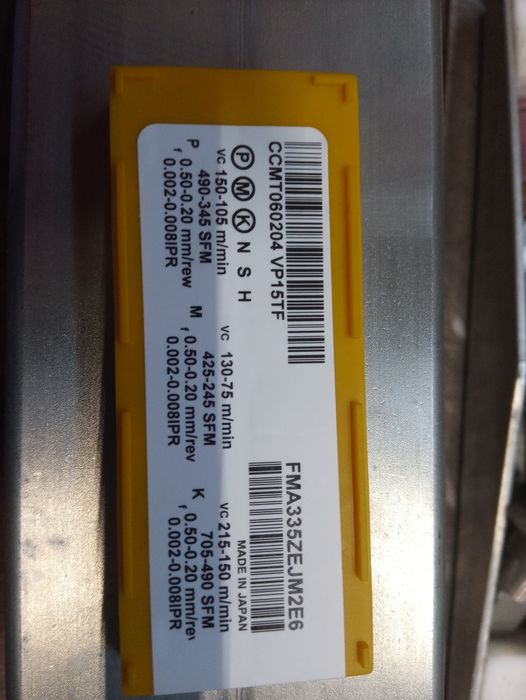 CCMT060204 VP15TF
FMA335ZEJM2E6
MADE IN JAPAN
P M K N S H
vc 150-105 m/min
490-345 SFM
P f 0.50-0.20 mm/rew
0.002-0.008IPR
vc 130-75 m/min
425-245 SFM
M f 0.50-0.20 mm/rev
0.002-0.008IPR
vc 215-150 m/min
705-490 SFM
K f 0.50-0.20 mm/rev
0.002-0.008IPR